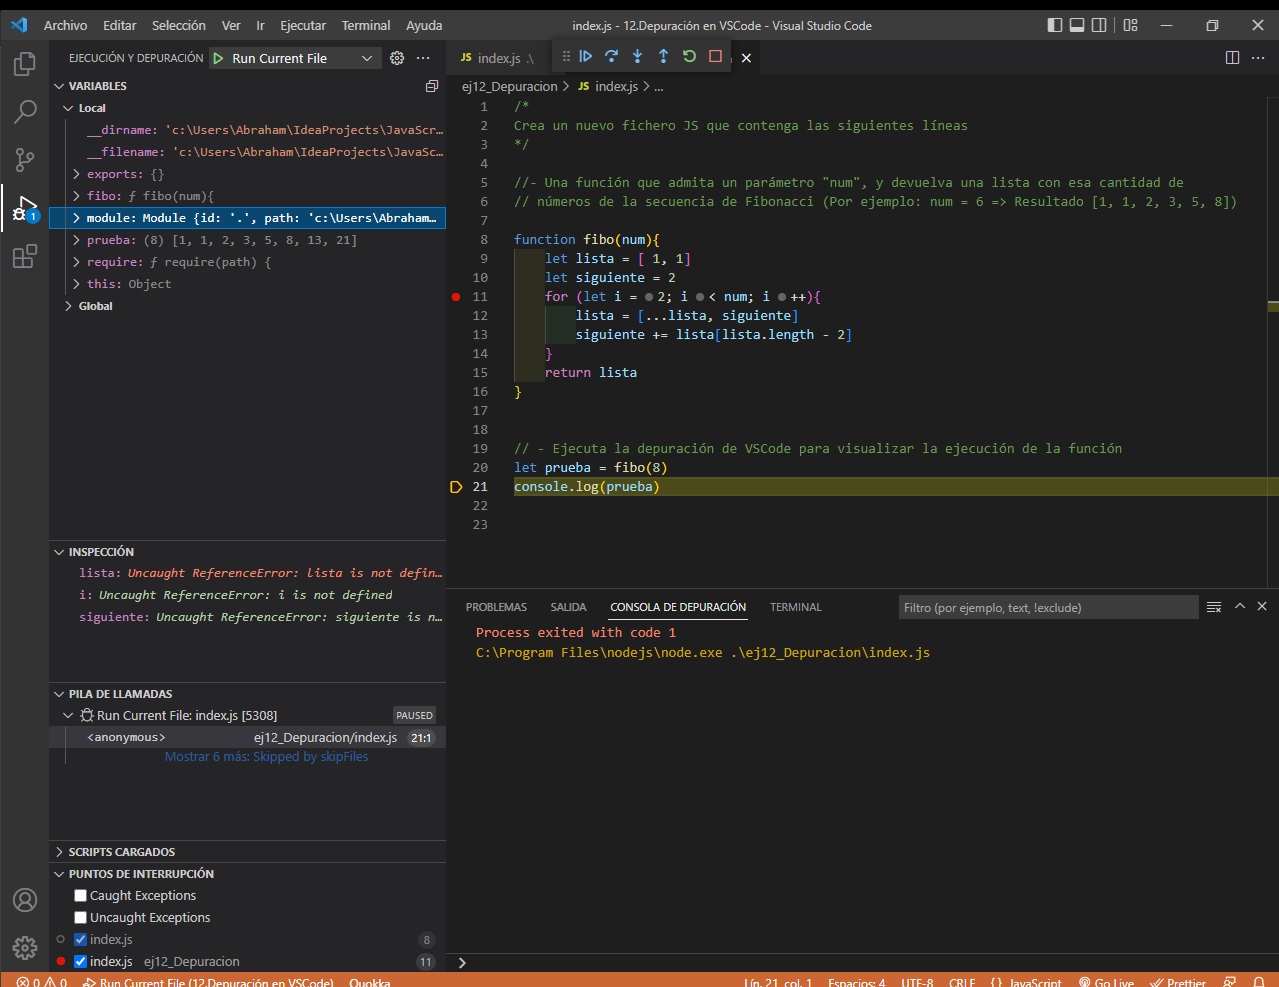 Archivo Editar Selección Ver Ir Ejecutar Terminal Ayuda
index.js - 12.Depuración en VSCode - Visual Studio Code
EJECUCIÓN Y DEPURACIÓN Run Current File
VARIABLES
Local
__dirname: 'c:\Users\Abraham\IdeaProjects\JavaScr...
__filename: 'c:\Users\Abraham\IdeaProjects\JavaSc...
exports: {}
fibo: ƒ fibo(num){
module: Module {id: '.', path: 'c:\Users\Abraham...
prueba: (8) [1, 1, 2, 3, 5, 8, 13, 21]
require: ƒ require(path) {
this: Object
Global
INSPECCIÓN
lista: Uncaught ReferenceError: lista is not defin...
i: Uncaught ReferenceError: i is not defined
siguiente: Uncaught ReferenceError: siguiente is n...
PILA DE LLAMADAS
Run Current File: index.js [5308] PAUSED
<anonymous> ej12_Depuracion/index.js 21:1
Mostrar 6 más: Skipped by skipFiles
SCRIPTS CARGADOS
PUNTOS DE INTERRUPCIÓN
Caught Exceptions
Uncaught Exceptions
index.js 8
index.js ej12_Depuracion 11
JS index.js .\
ej12_Depuracion > JS index.js > ...
1 /*
2 Crea un nuevo fichero JS que contenga las siguientes líneas
3 */
4
5 //- Una función que admita un parámetro "num", y devuelva una lista con esa cantidad de
6 // números de la secuencia de Fibonacci (Por ejemplo: num = 6 => Resultado [1, 1, 2, 3, 5, 8])
7
8 function fibo(num){
9 let lista = [ 1, 1]
10 let siguiente = 2
11 for (let i = 2; i < num; i ++){
12 lista = [...lista, siguiente]
13 siguiente += lista[lista.length - 2]
14 }
15 return lista
16 }
17
18
19 // - Ejecuta la depuración de VSCode para visualizar la ejecución de la función
20 let prueba = fibo(8)
21 console.log(prueba)
22
23
PROBLEMAS SALIDA CONSOLA DE DEPURACIÓN TERMINAL Filtro (por ejemplo, text, !exclude)
Process exited with code 1
C:\Program Files\nodejs\node.exe .\ej12_Depuracion\index.js
>
1
0 0 Run Current File (12.Depuración en VSCode) Quokka Lín. 21, col. 1 Espacios: 4 UTF-8 CRLF {} JavaScript Go Live Prettier